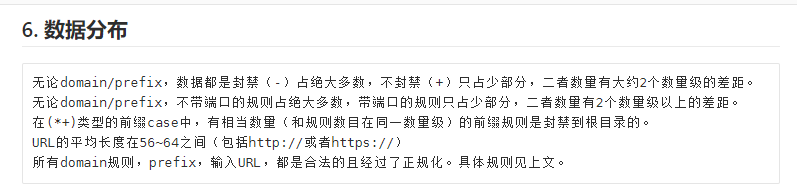 6. 数据分布
无论domain/prefix，数据都是封禁（-）占绝大多数，不封禁（+）只占少部分，二者数量有大约2个数量级的差距。
无论domain/prefix，不带端口的规则占绝大多数，带端口的规则只占少部分，二者数量有2个数量级以上的差距。
在(*+)类型的前缀case中，有相当数量（和规则数目在同一数量级）的前缀规则是封禁到根目录的。
URL的平均长度在56~64之间（包括http://或者https://）
所有domain规则，prefix，输入URL，都是合法的且经过了正规化。具体规则见上文。